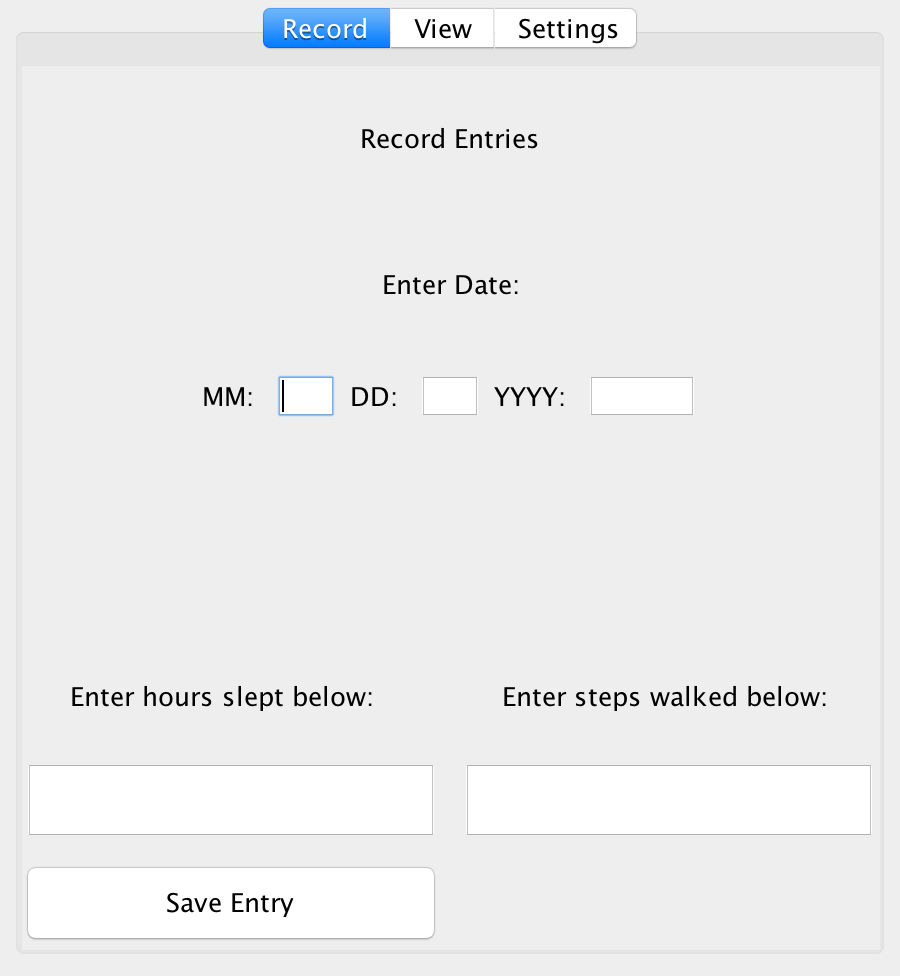 Record View Settings
Record Entries
Enter Date:
MM: DD: YYYY:
Enter hours slept below: Enter steps walked below:
Save Entry